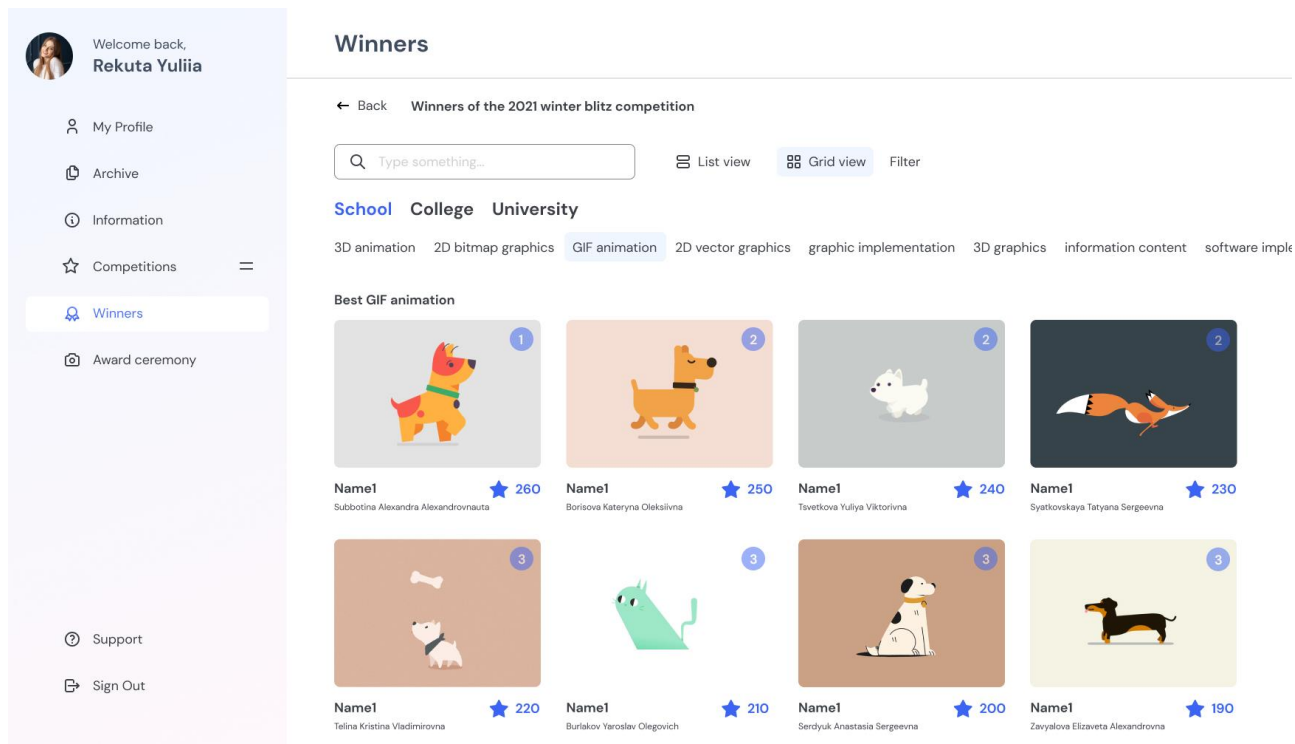 Welcome back,
Rekuta Yuliia
My Profile
Archive
Information
Competitions
Winners
Award ceremony
Support
Sign Out
Winners
Back Winners of the 2021 winter blitz competition
Type something...
List view Grid view Filter
School College University
3D animation 2D bitmap graphics GIF animation 2D vector graphics graphic implementation 3D graphics information content software imple
Best GIF animation
1 2 2 2
Name1 260 Name1 250 Name1 240 Name1 230
Subbotina Alexandra Alexandrovnauta Borisova Kateryna Oleksiivna Tsvetkova Yuliya Viktorivna Syatkovskaya Tatyana Sergeevna
3 3 3 3
Name1 220 Name1 210 Name1 200 Name1 190
Telina Kristina Vladimirovna Burlakov Yaroslav Olegovich Serdyuk Anastasia Sergeevna Zavyalova Elizaveta Alexandrovna